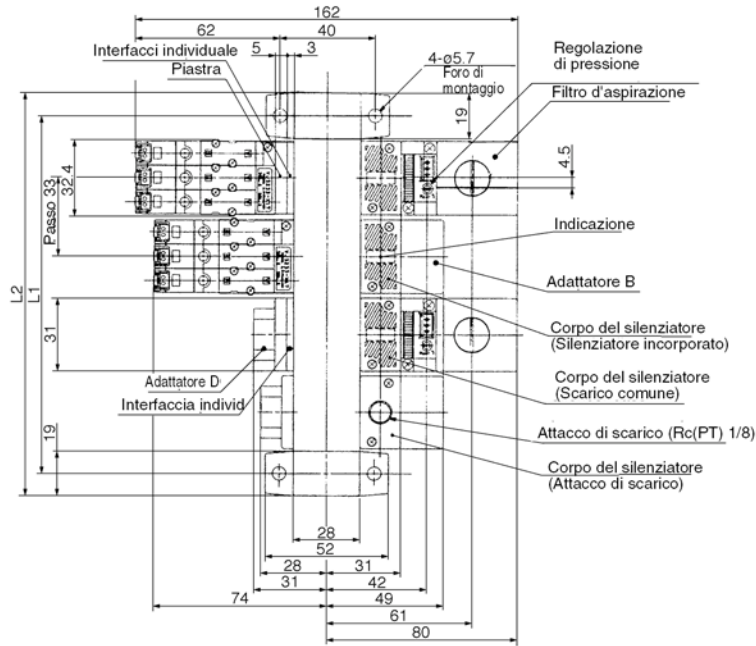 162
62
40
5
3
Interfacci individuale
Piastra
4-ø5.7
Foro di
montaggio
Regolazione
di pressione
Filtro d'aspirazione
19
4.5
32.4
Passo 33
L2
L1
Indicazione
Adattatore B
31
Corpo del silenziatore
(Silenziatore incorporato)
Adattatore D
Interfaccia individ
Corpo del silenziatore
(Scarico comune)
Attacco di scarico (Rc(PT) 1/8)
19
Corpo del silenziatore
(Attacco di scarico)
28
52
28
31
31
42
74
49
61
80